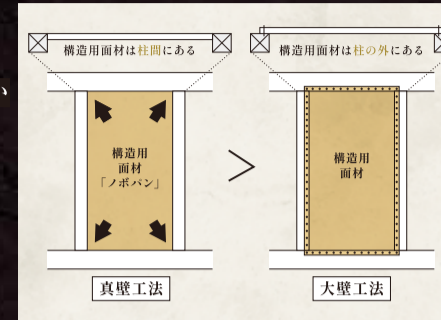 い
構造用面材は柱間にある
構造用面材は柱の外にある
構造用
面材
「ノボパン」
＞
構造用
面材
真壁工法
大壁工法